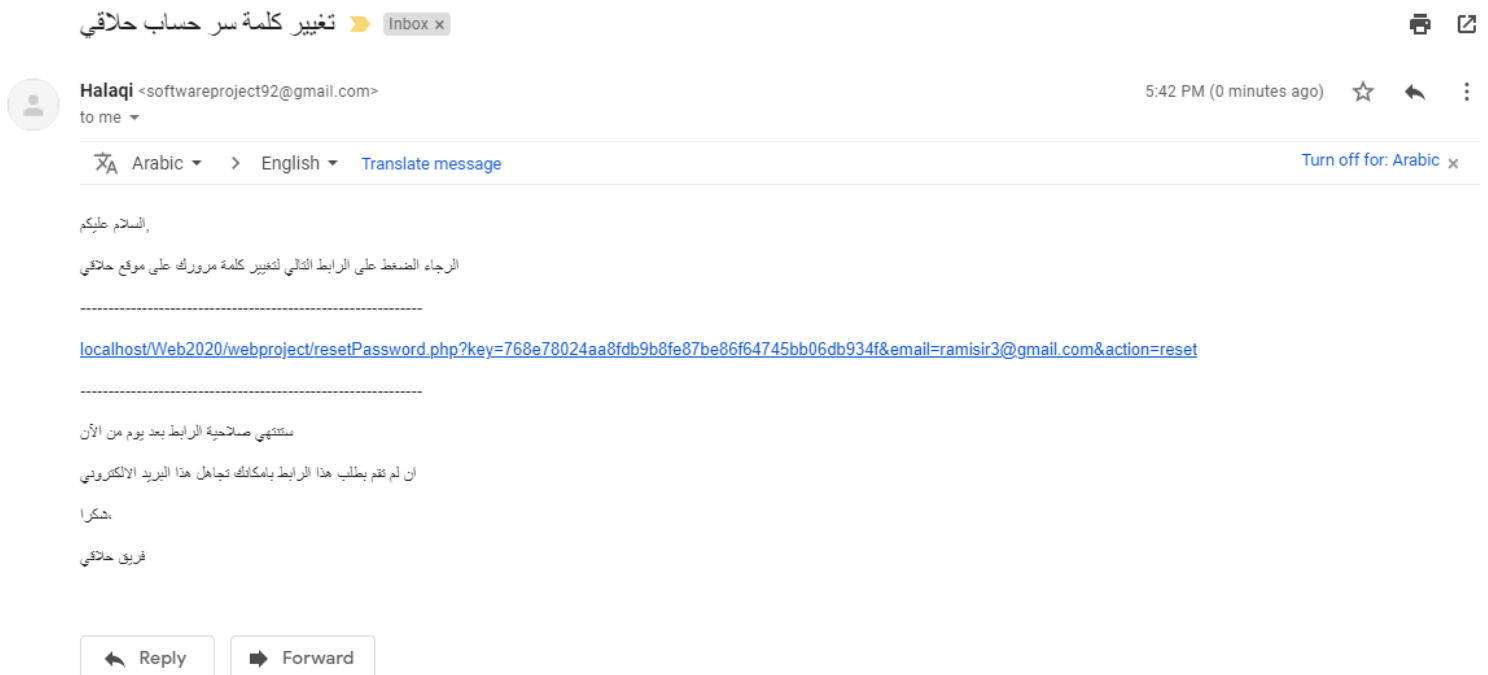 تغيير كلمة سر حساب حلاقي Inbox ×
Halaqi <softwareproject92@gmail.com>
5:42 PM (0 minutes ago)
to me
Arabic > English Translate message
Turn off for: Arabic ×
السلام عليكم,
الرجاء الضغط على الرابط التالي لتغيير كلمة مرورك على موقع حلاقي
-------------------------------------------------------------
localhost/Web2020/webproject/resetPassword.php?key=768e78024aa8fdb9b8fe87be86f64745bb06db934f&email=ramisir3@gmail.com&action=reset
-------------------------------------------------------------
ستنتهي صلاحية الرابط بعد يوم من الآن
ان لم تقم بطلب هذا الرابط بامكانك تجاهل هذا البريد الالكتروني
شكرا،
فريق حلاقي
Reply
Forward